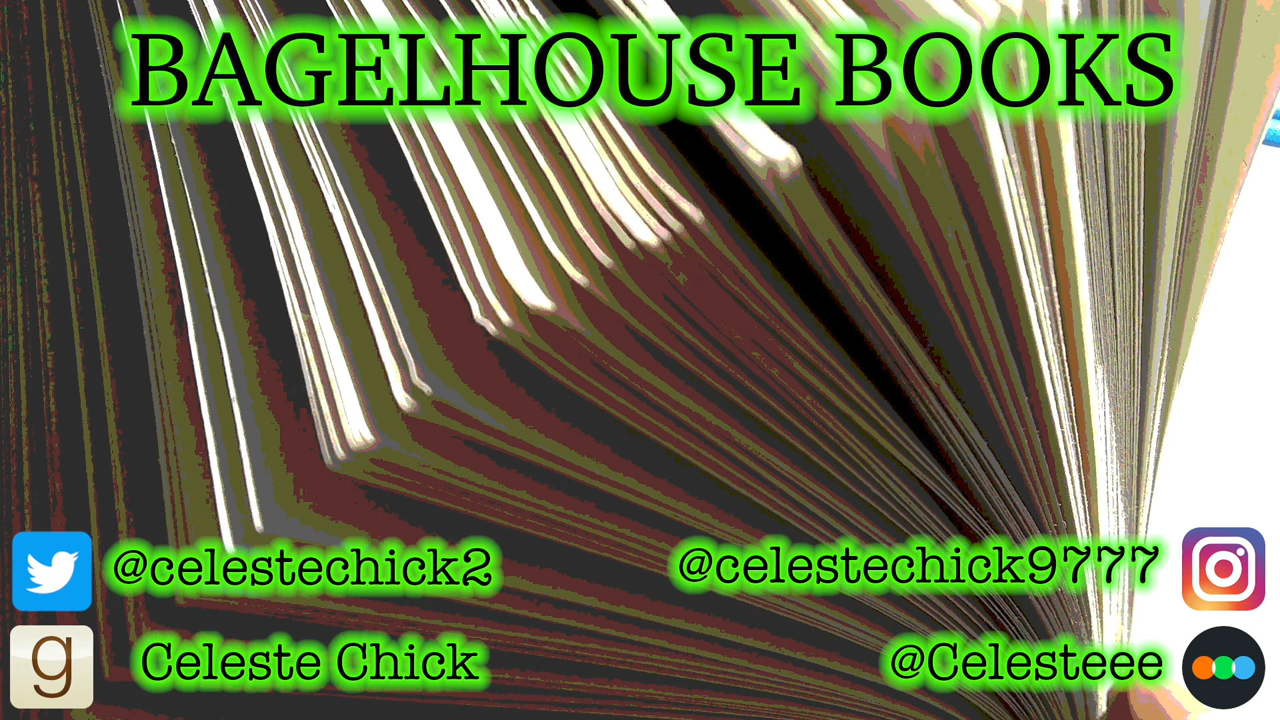 BAGELHOUSE BOOKS
@celestechick2
@celestechick9777
g
Celeste Chick
@Celesteee